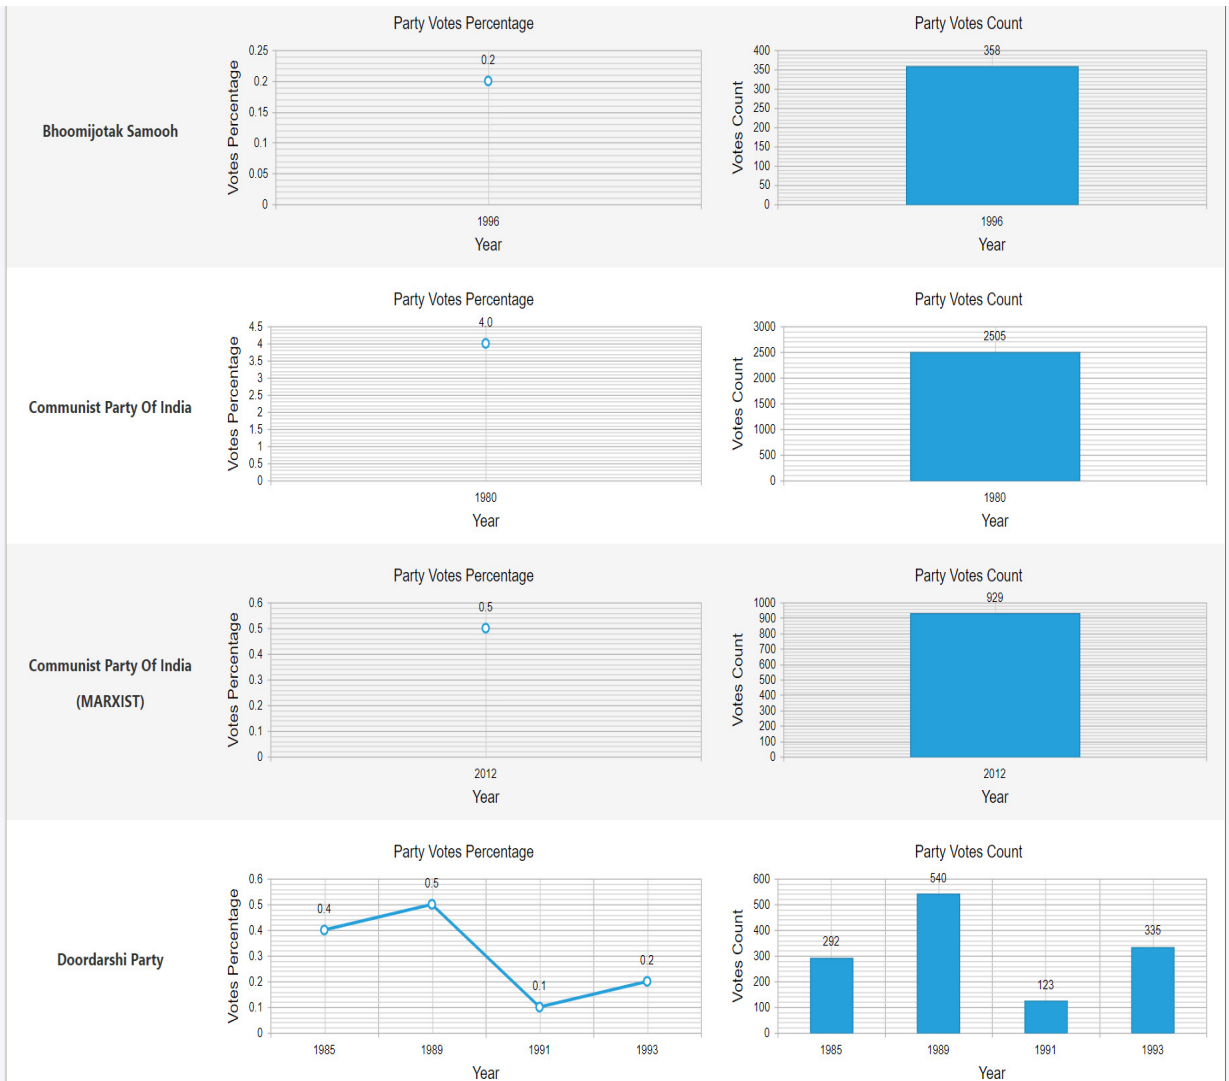 Bhoomijotak Samooh
Party Votes Percentage
Votes Percentage
0.25
0.2
0.15
0.1
0.05
0
0.2
1996
Year
Party Votes Count
Votes Count
400
350
300
250
200
150
100
50
0
358
1996
Year
Communist Party Of India
Party Votes Percentage
Votes Percentage
4.5
4
3.5
3
2.5
2
1.5
1
0.5
0
4.0
1980
Year
Party Votes Count
Votes Count
3000
2500
2000
1500
1000
500
0
2505
1980
Year
Communist Party Of India
(MARXIST)
Party Votes Percentage
Votes Percentage
0.6
0.5
0.4
0.3
0.2
0.1
0
0.5
2012
Year
Party Votes Count
Votes Count
1000
900
800
700
600
500
400
300
200
100
0
929
2012
Year
Doordarshi Party
Party Votes Percentage
Votes Percentage
0.6
0.5
0.4
0.3
0.2
0.1
0
0.4
0.5
0.1
0.2
1985 1989 1991 1993
Year
Party Votes Count
Votes Count
600
500
400
300
200
100
0
292
540
123
335
1985 1989 1991 1993
Year